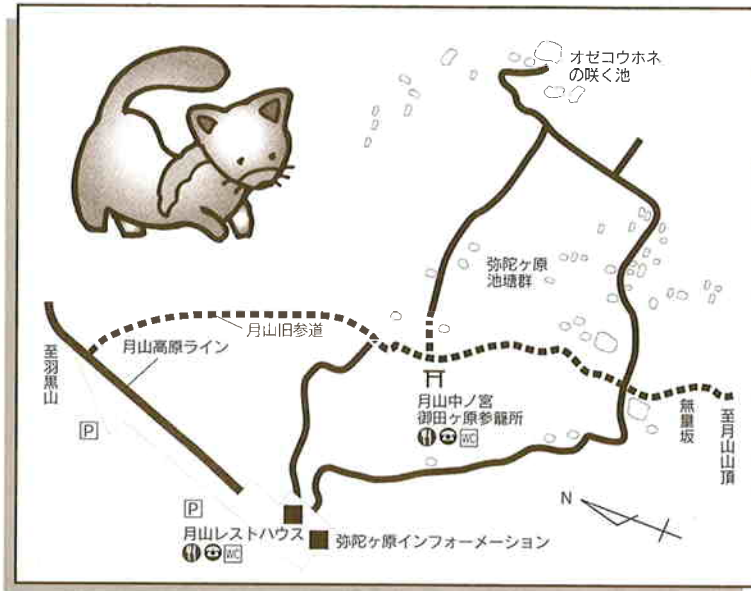 オゼコウホネ
の咲く池
弥陀ヶ原
池塘群
月山旧参道
月山高原ライン
至羽黒山
P
月山中ノ宮
御田ヶ原参籠所
WC
無量坂
至月山山頂
N
P
月山レストハウス
WC
弥陀ヶ原インフォーメーション